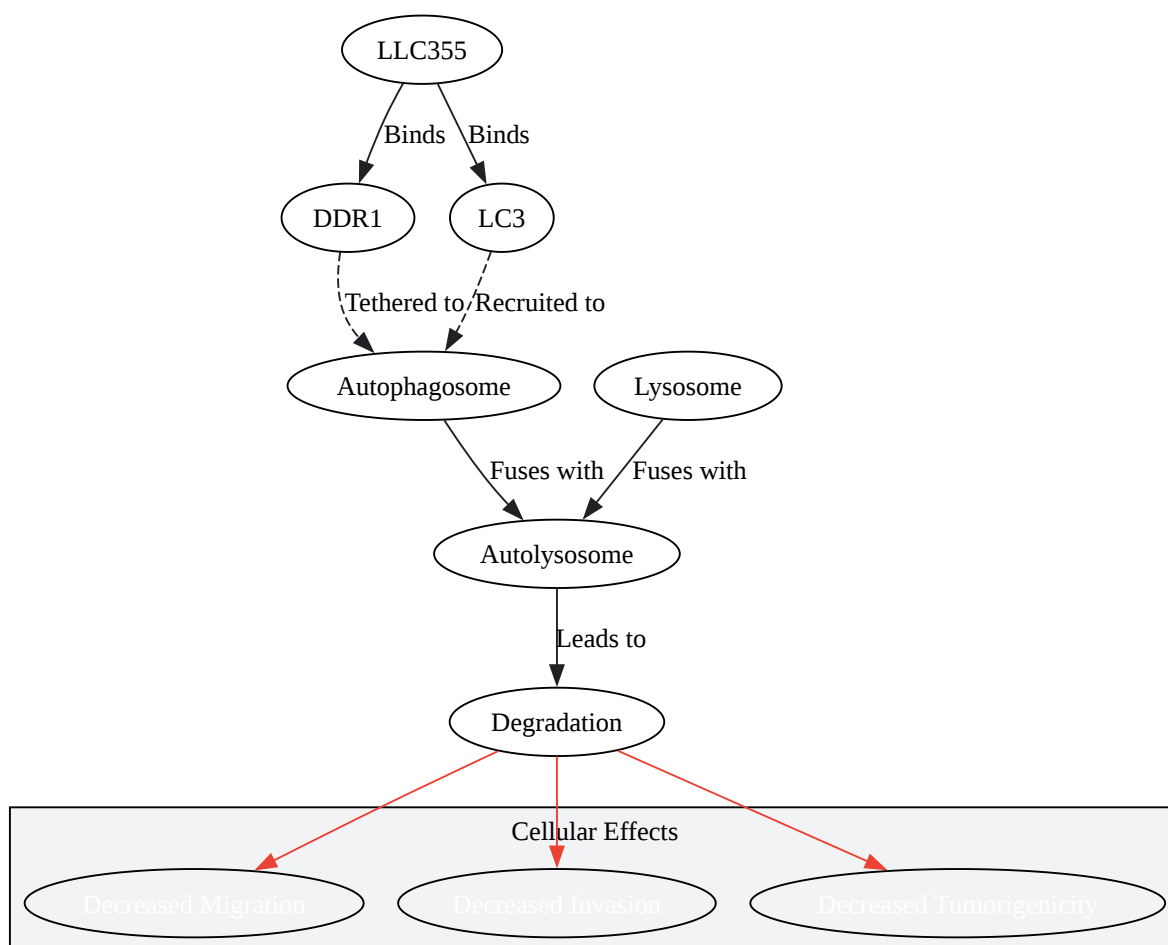 LLC355
Binds
Binds
DDR1
LC3
Tethered to
Recruited to
Autophagosome
Lysosome
Fuses with
Fuses with
Autolysosome
Leads to
Degradation
Cellular Effects
Decreased Migration
Decreased Invasion
Decreased Tumorigenicity